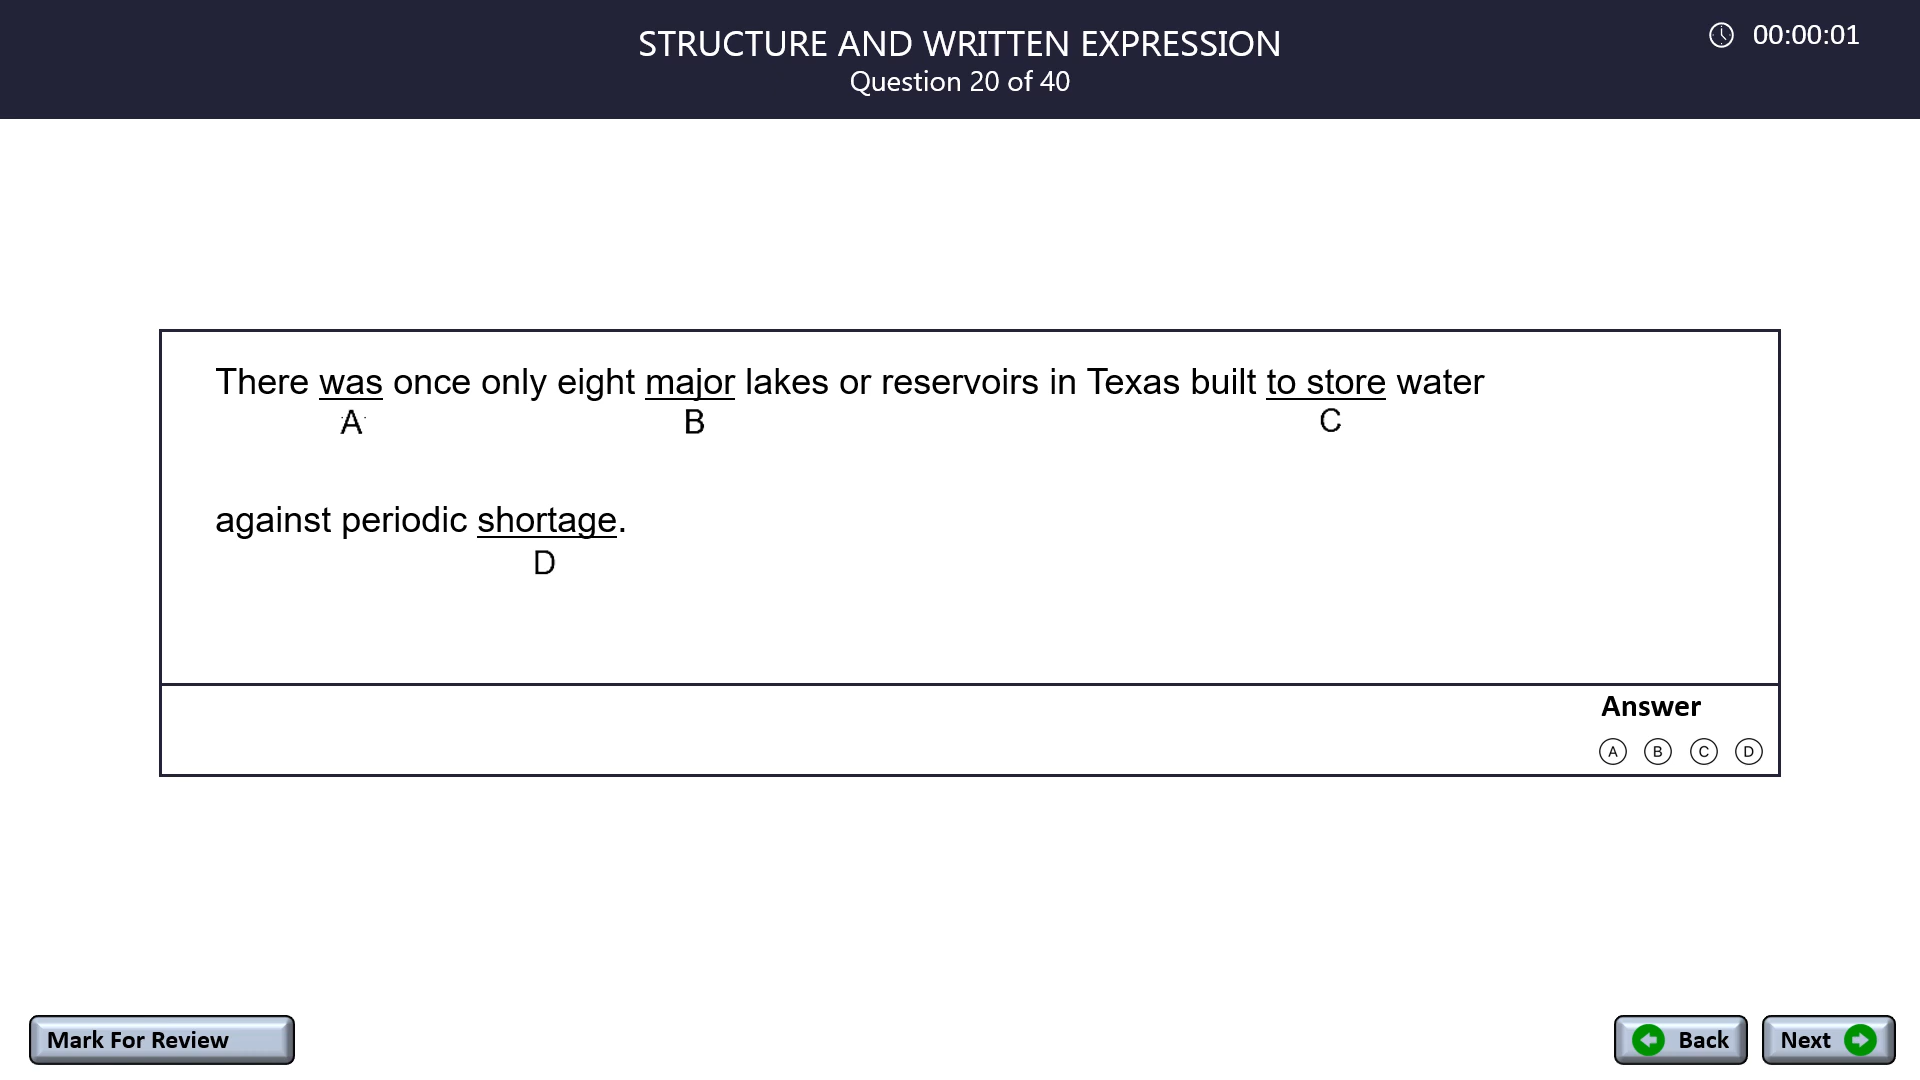 STRUCTURE AND WRITTEN EXPRESSION
00:00:01
Question 20 of 40
There was once only eight major lakes or reservoirs in Texas built to store water
A B C
against periodic shortage.
D
Answer
A B C D
Mark For Review
Back
Next